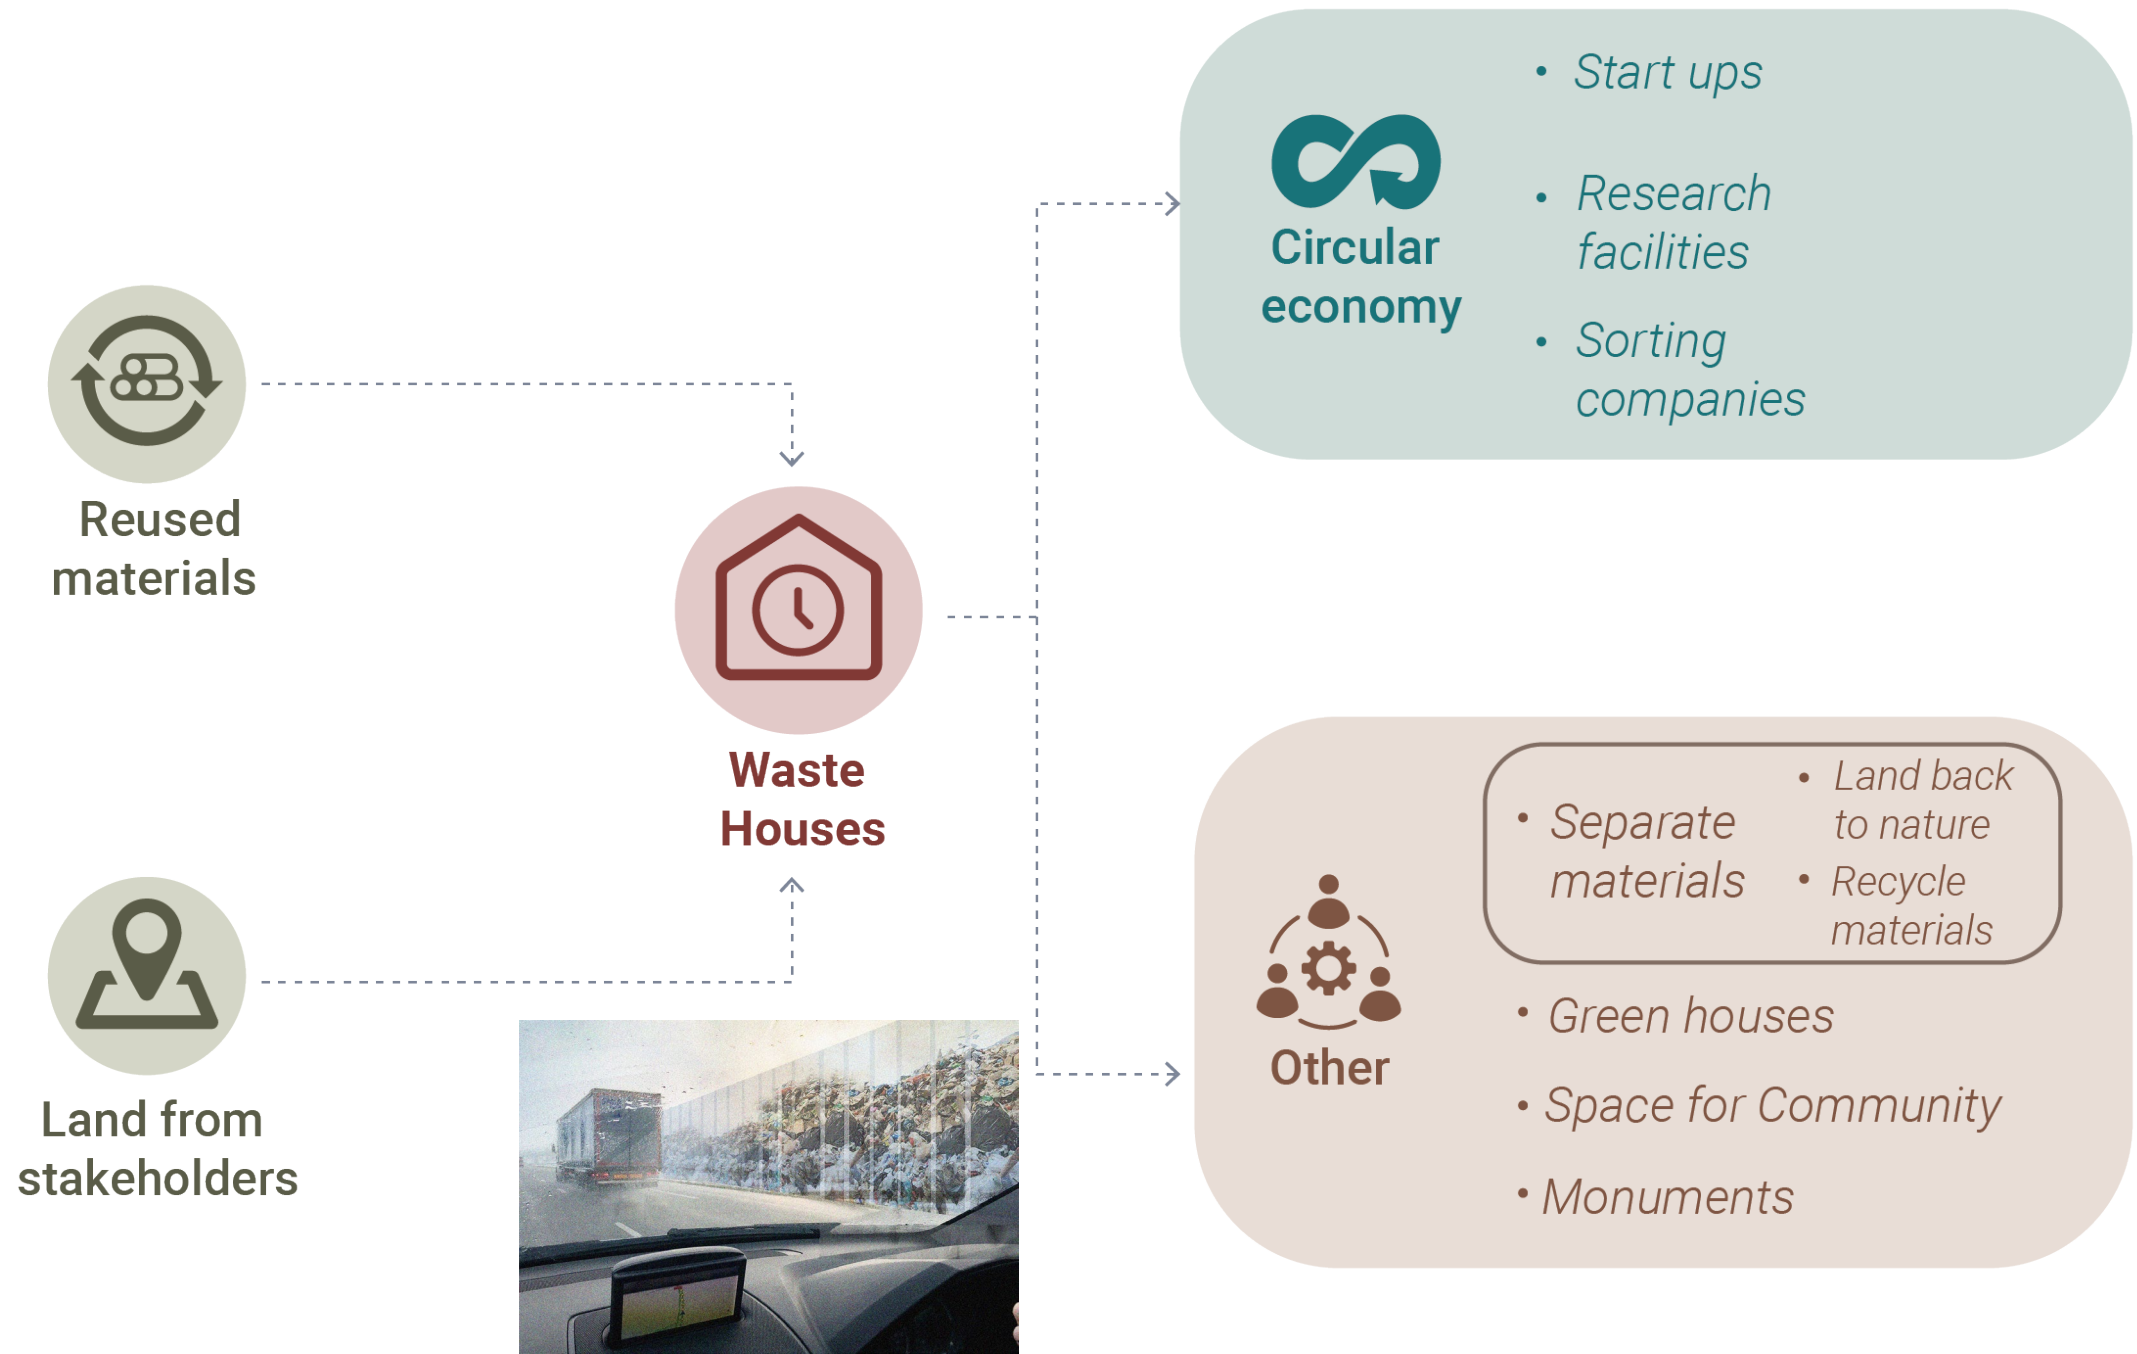 Reused
materials
Land from
stakeholders
Waste
Houses
Circular
economy
• Start ups
• Research
facilities
• Sorting
companies
Other
• Separate
materials
• Land back
to nature
• Recycle
materials
• Green houses
• Space for Community
• Monuments